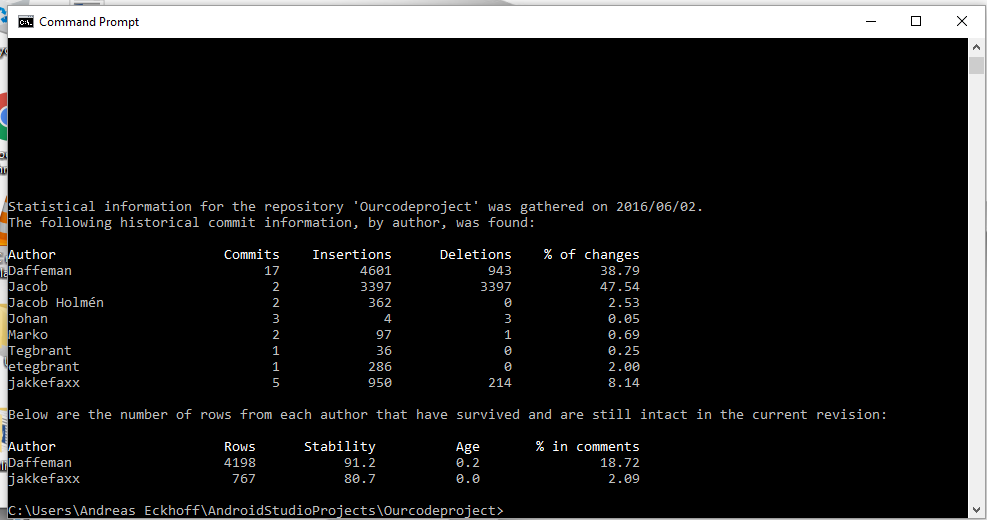 Command Prompt
Statistical information for the repository 'Ourcodeproject' was gathered on 2016/06/02.
The following historical commit information, by author, was found:
Author Commits Insertions Deletions % of changes
Daffeman 17 4601 943 38.79
Jacob 2 3397 3397 47.54
Jacob Holmén 2 362 0 2.53
Johan 3 4 3 0.05
Marko 2 97 1 0.69
Tegbrant 1 36 0 0.25
etegbrant 1 286 0 2.00
jakkefaxx 5 950 214 8.14
Below are the number of rows from each author that have survived and are still intact in the current revision:
Author Rows Stability Age % in comments
Daffeman 4198 91.2 0.2 18.72
jakkefaxx 767 80.7 0.0 2.09
C:\Users\Andreas Eckhoff\AndroidStudioProjects\Ourcodeproject>